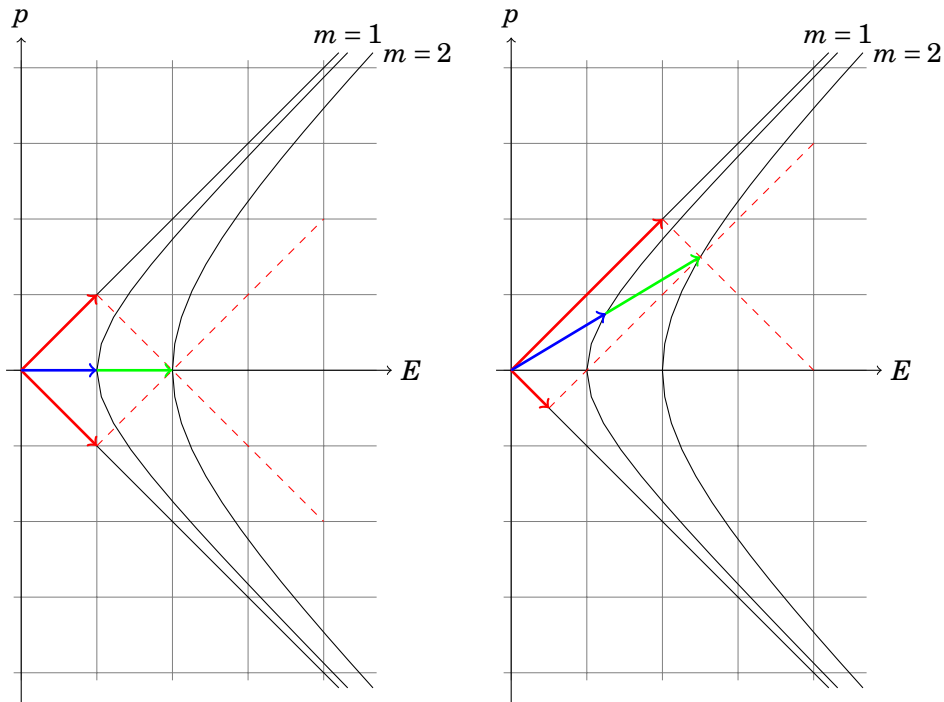 p
m = 1
m = 2
E
p
m = 1
m = 2
E